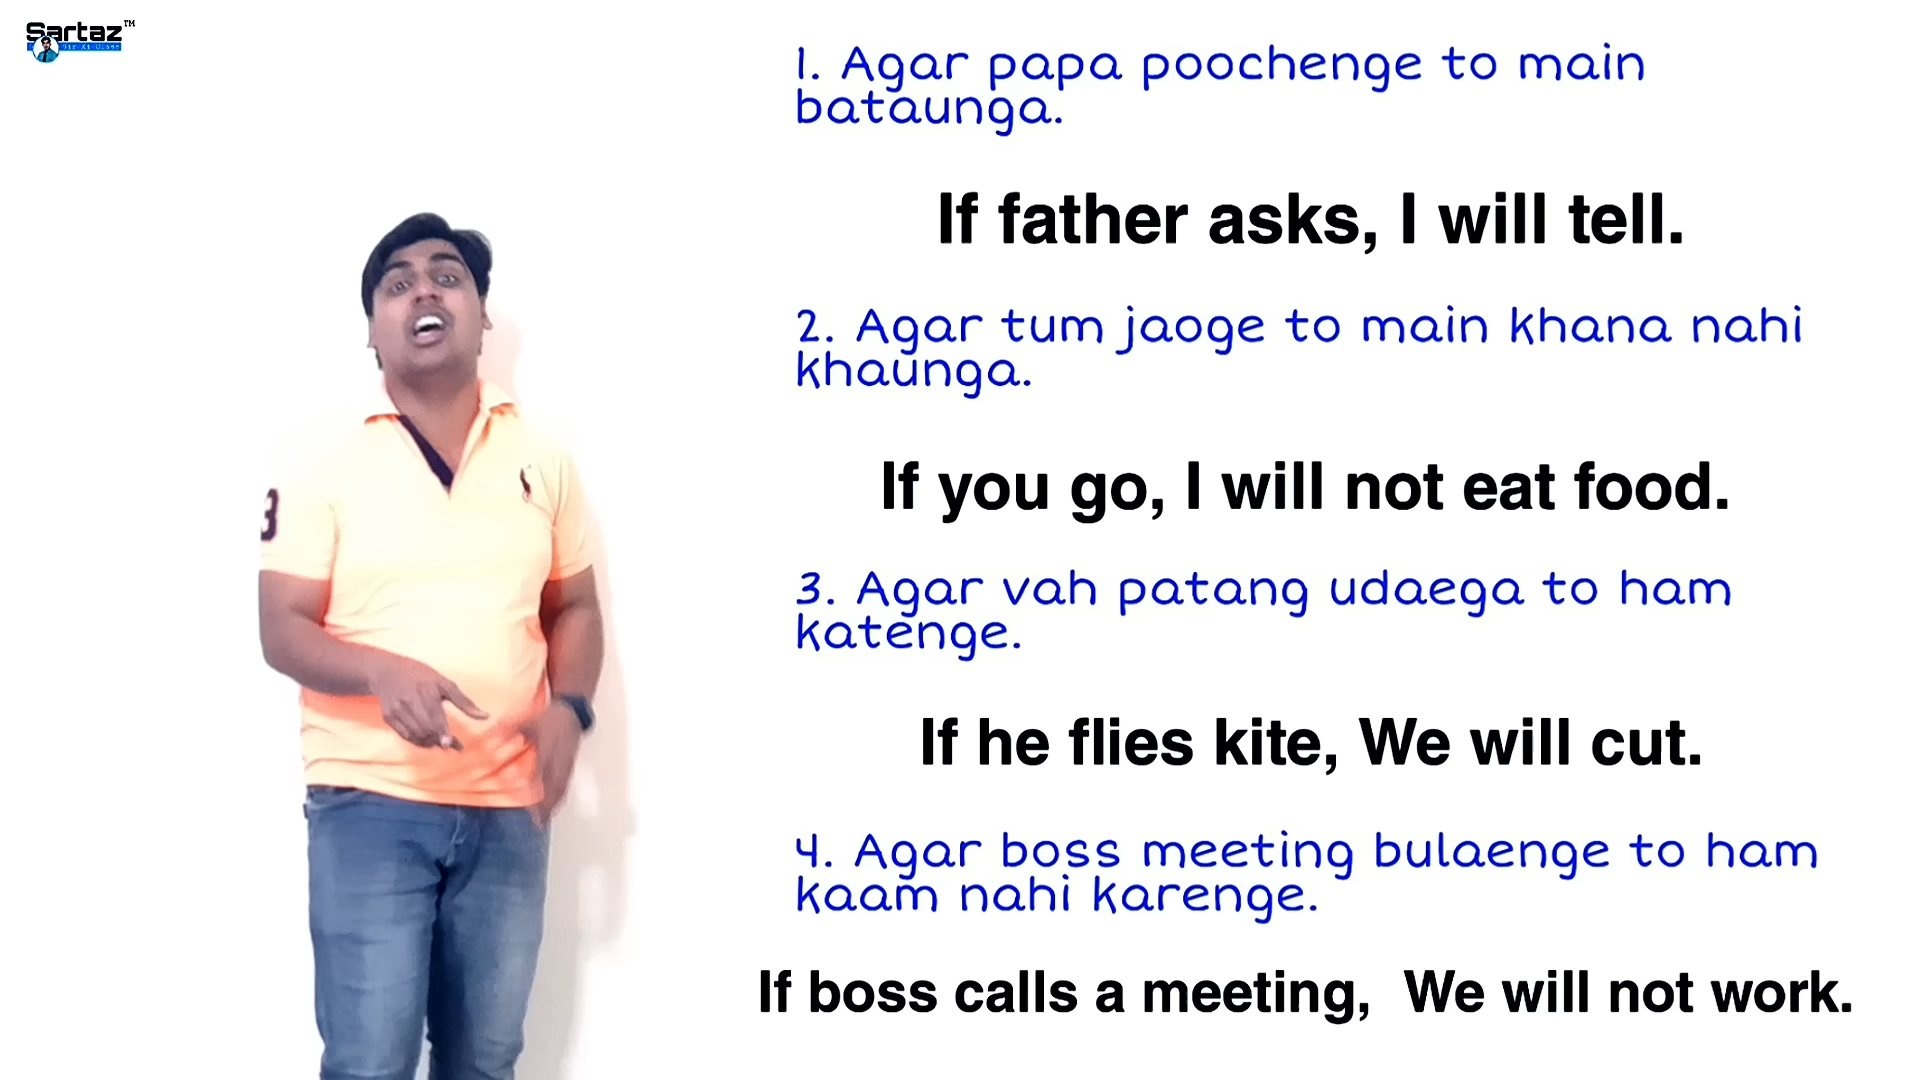 Sartaz™
1. Agar papa poochenge to main
bataunga.
If father asks, I will tell.
2. Agar tum jaoge to main khana nahi
khaunga.
If you go, I will not eat food.
3. Agar vah patang udaega to ham
katenge.
If he flies kite, We will cut.
4. Agar boss meeting bulaenge to ham
kaam nahi karenge.
If boss calls a meeting,  We will not work.
3